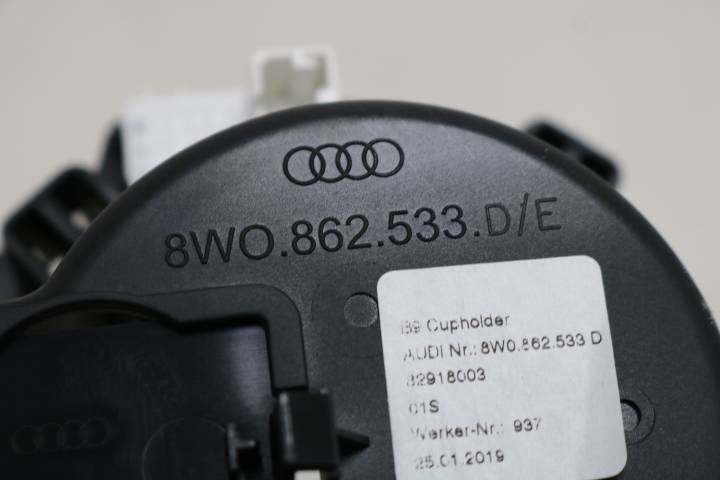 8W0.862.533.D/E
B9 Cupholder
AUDI Nr.: 8W0.862.533 D
82918003
01S
Werker-Nr.: 937
25.01.2019